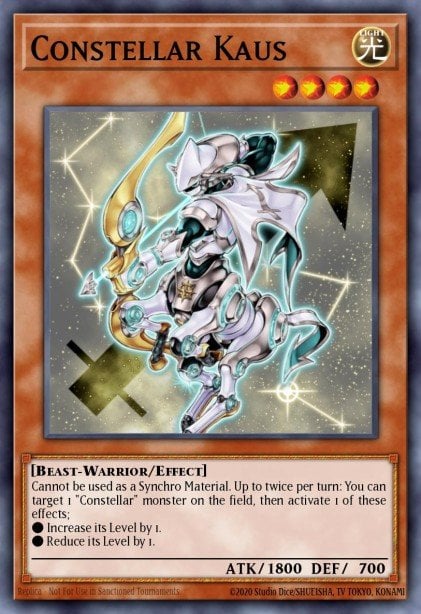 CONSTELLAR KAUS
LIGHT
光
[BEAST-WARRIOR/EFFECT]
Cannot be used as a Synchro Material. Up to twice per turn: You can
target 1 "Constellar" monster on the field, then activate 1 of these
effects;
● Increase its Level by 1.
● Reduce its Level by 1.
ATK/1800 DEF/ 700
Replica - Not For Use in Sanctioned Tournaments
©2020 Studio Dice/SHUEISHA, TV TOKYO, KONAMI